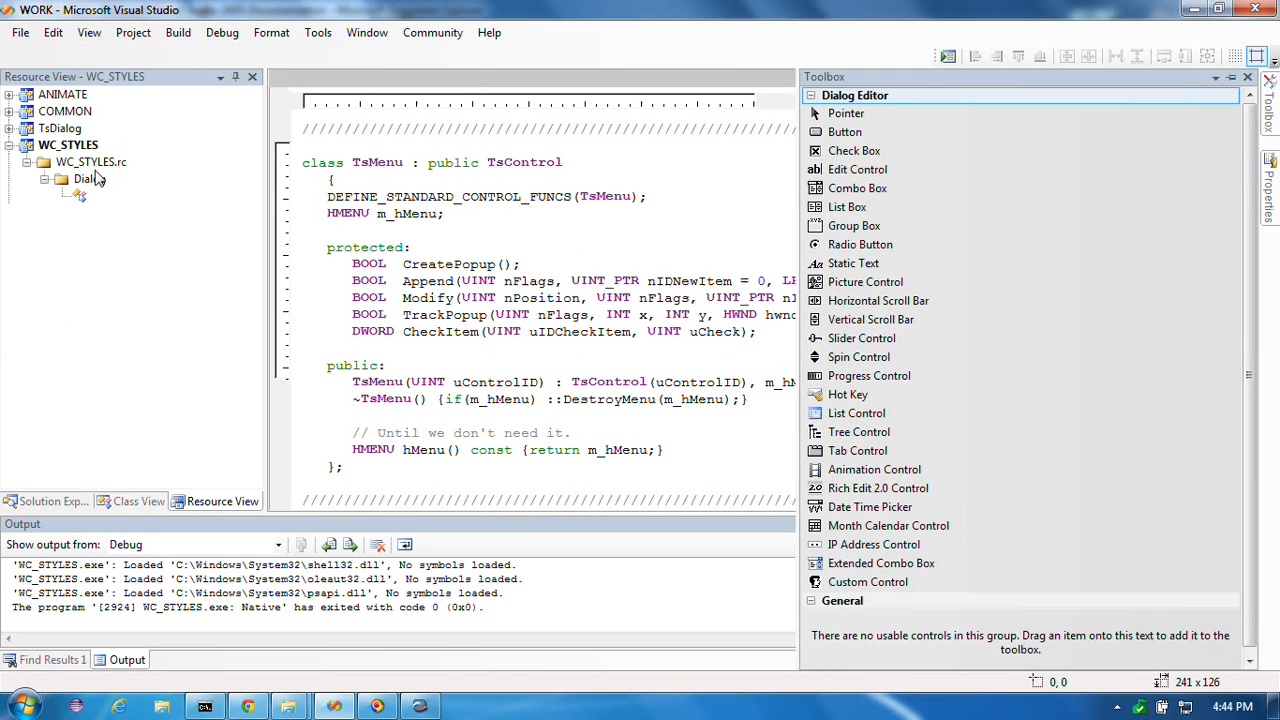 WORK - Microsoft Visual Studio
File Edit View Project Build Debug Format Tools Window Community Help
Resource View - WC_STYLES
ANIMATE
COMMON
TsDialog
WC_STYLES
WC_STYLES.rc
Solution Exp... Class View Resource View
////////////////////////////////////////////////////////////
class TsMenu : public TsControl
{
DEFINE_STANDARD_CONTROL_FUNCS(TsMenu);
HMENU m_hMenu;
protected:
BOOL CreatePopup();
BOOL Append(UINT nFlags, UINT_PTR nIDNewItem = 0, LP
BOOL Modify(UINT nPosition, UINT nFlags, UINT_PTR nI
BOOL TrackPopup(UINT nFlags, INT x, INT y, HWND hwnd
DWORD CheckItem(UINT uIDCheckItem, UINT uCheck);
public:
TsMenu(UINT uControlID) : TsControl(uControlID), m_hM
~TsMenu() {if(m_hMenu) ::DestroyMenu(m_hMenu);}
// Until we don't need it.
HMENU hMenu() const {return m_hMenu;}
};
////////////////////////////////////////////////////////////
Toolbox
Dialog Editor
Pointer
Button
Check Box
Edit Control
Combo Box
List Box
Group Box
Radio Button
Static Text
Picture Control
Horizontal Scroll Bar
Vertical Scroll Bar
Slider Control
Spin Control
Progress Control
Hot Key
List Control
Tree Control
Tab Control
Animation Control
Rich Edit 2.0 Control
Date Time Picker
Month Calendar Control
IP Address Control
Extended Combo Box
Custom Control
General
There are no usable controls in this group. Drag an item onto this text to add it to the
toolbox.
Toolbox
Properties
Output
Show output from: Debug
'WC_STYLES.exe': Loaded 'C:\Windows\System32\shell32.dll', No symbols loaded.
'WC_STYLES.exe': Loaded 'C:\Windows\System32\oleaut32.dll', No symbols loaded.
'WC_STYLES.exe': Loaded 'C:\Windows\System32\psapi.dll', No symbols loaded.
The program '[2924] WC_STYLES.exe: Native' has exited with code 0 (0x0).
Find Results 1 Output
0, 0 241 x 126
4:44 PM